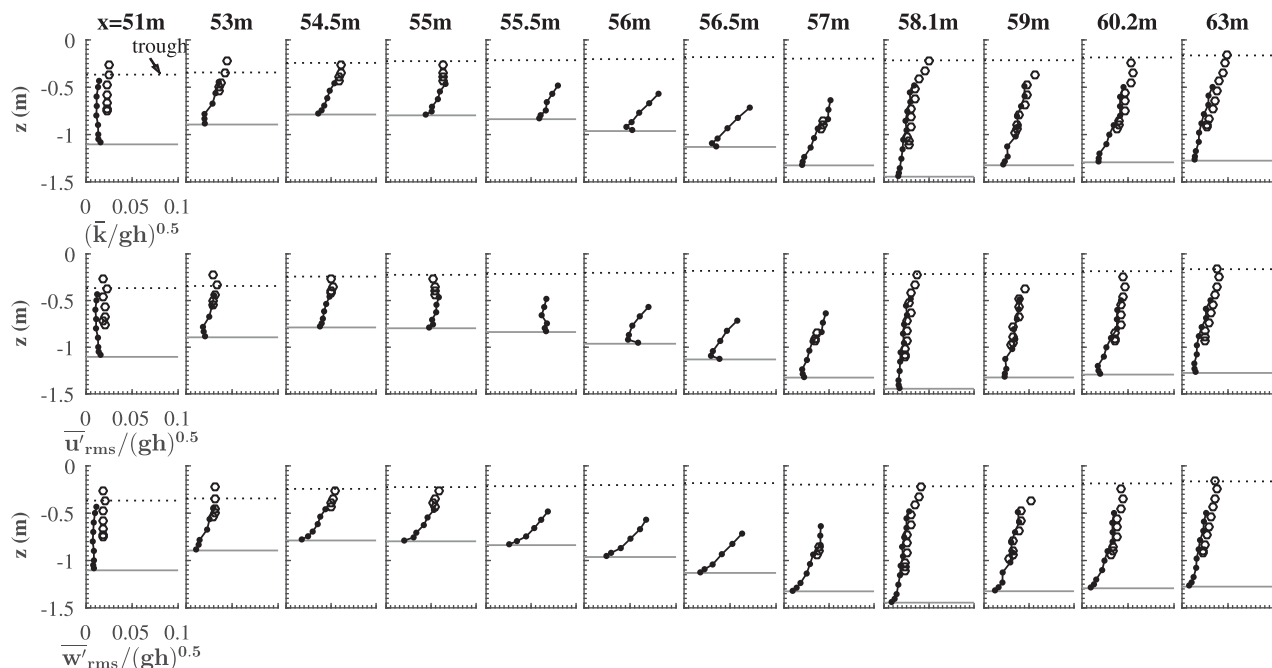 x=51m 53m 54.5m 55m 55.5m 56m 56.5m 57m 58.1m 59m 60.2m 63m
0
trough
-0.5
z (m)
-1
-1.5
0 0.05 0.1
(k̄/gh)^0.5
0
-0.5
z (m)
-1
-1.5
0 0.05 0.1
u̅'rms/(gh)^0.5
0
-0.5
z (m)
-1
-1.5
0 0.05 0.1
w̅'rms/(gh)^0.5